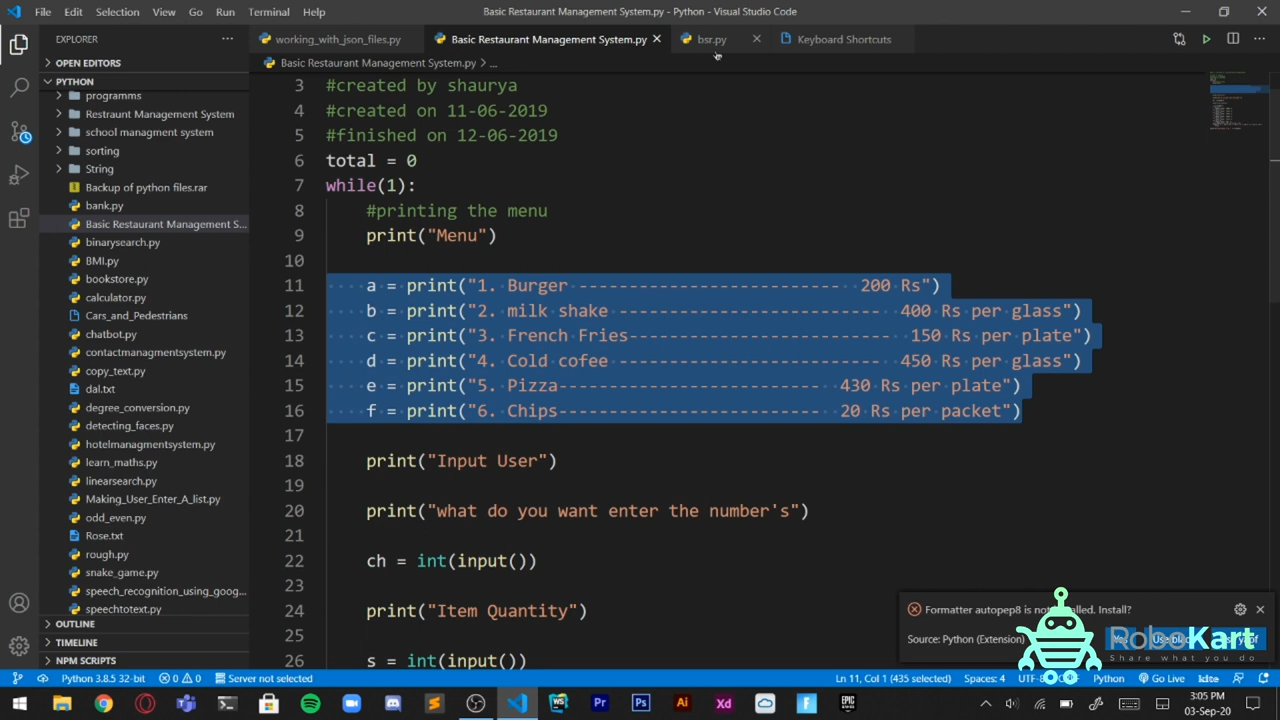 File Edit Selection View Go Run Terminal Help
Basic Restaurant Management System.py - Python - Visual Studio Code
EXPLORER
working_with_json_files.py
Basic Restaurant Management System.py
bsr.py
Keyboard Shortcuts
OPEN EDITORS
PYTHON
programms
Restraunt Management System
school managment system
sorting
String
Backup of python files.rar
bank.py
Basic Restaurant Management S...
binarysearch.py
BMI.py
bookstore.py
calculator.py
Cars_and_Pedestrians
chatbot.py
contactmanagmentsystem.py
copy_text.py
dal.txt
degree_conversion.py
detecting_faces.py
hotelmanagmentsystem.py
learn_maths.py
linearsearch.py
Making_User_Enter_A_list.py
odd_even.py
Rose.txt
rough.py
snake_game.py
speech_recognition_using_goog...
speechtotext.py
OUTLINE
TIMELINE
NPM SCRIPTS
Basic Restaurant Management System.py > ...
3 #created by shaurya
4 #created on 11-06-2019
5 #finished on 12-06-2019
6 total = 0
7 while(1):
8 #printing the menu
9 print("Menu")
10
11 a = print("1. Burger -------------------------- 200 Rs")
12 b = print("2. milk shake -------------------------- 400 Rs per glass")
13 c = print("3. French Fries-------------------------- 150 Rs per plate")
14 d = print("4. Cold cofee -------------------------- 450 Rs per glass")
15 e = print("5. Pizza-------------------------- 430 Rs per plate")
16 f = print("6. Chips-------------------------- 20 Rs per packet")
17
18 print("Input User")
19
20 print("what do you want enter the number's")
21
22 ch = int(input())
23
24 print("Item Quantity")
25
26 s = int(input())
Formatter autopep8 is not Install?
Source: Python (Extension)
RoboKart
Share what you do
Python 3.8.5 32-bit
0 0
Server not selected
Ln 11, Col 1 (435 selected)
Spaces: 4
Python
Go Live
kite
3:05 PM
03-Sep-20